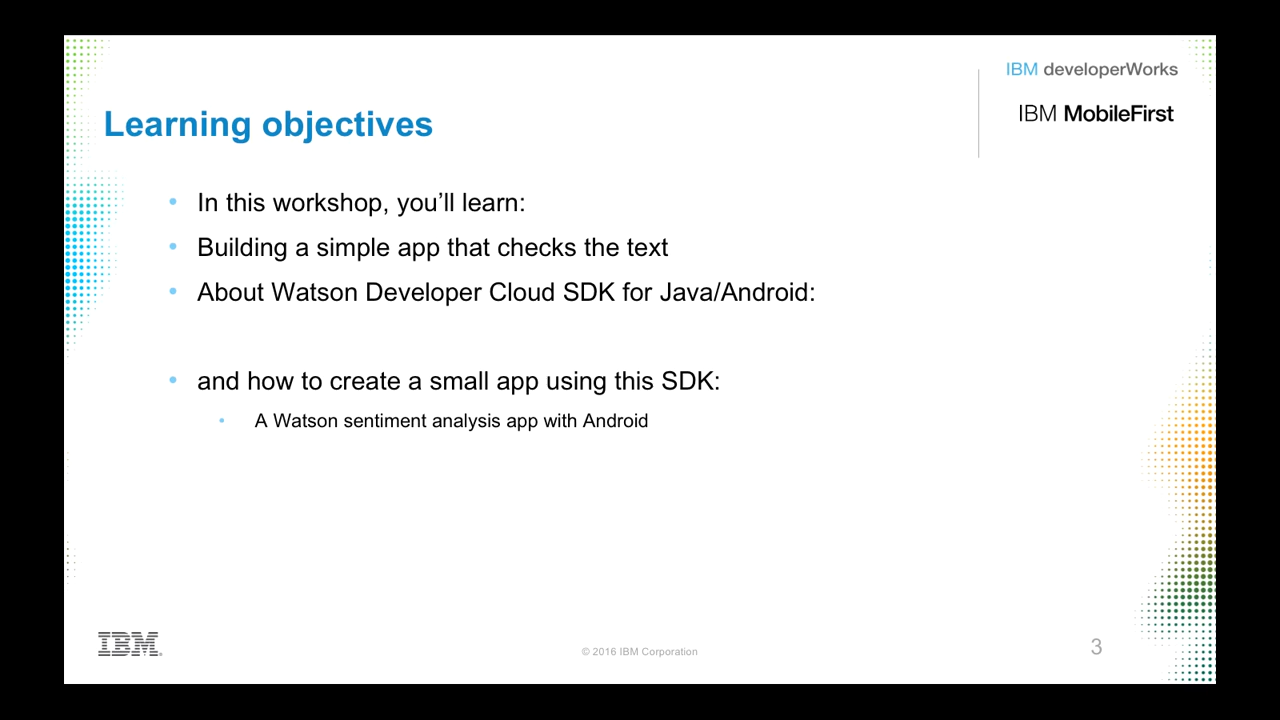 IBM developerWorks
IBM MobileFirst
Learning objectives
• In this workshop, you’ll learn:
• Building a simple app that checks the text
• About Watson Developer Cloud SDK for Java/Android:
• and how to create a small app using this SDK:
• A Watson sentiment analysis app with Android
IBM
© 2016 IBM Corporation
3